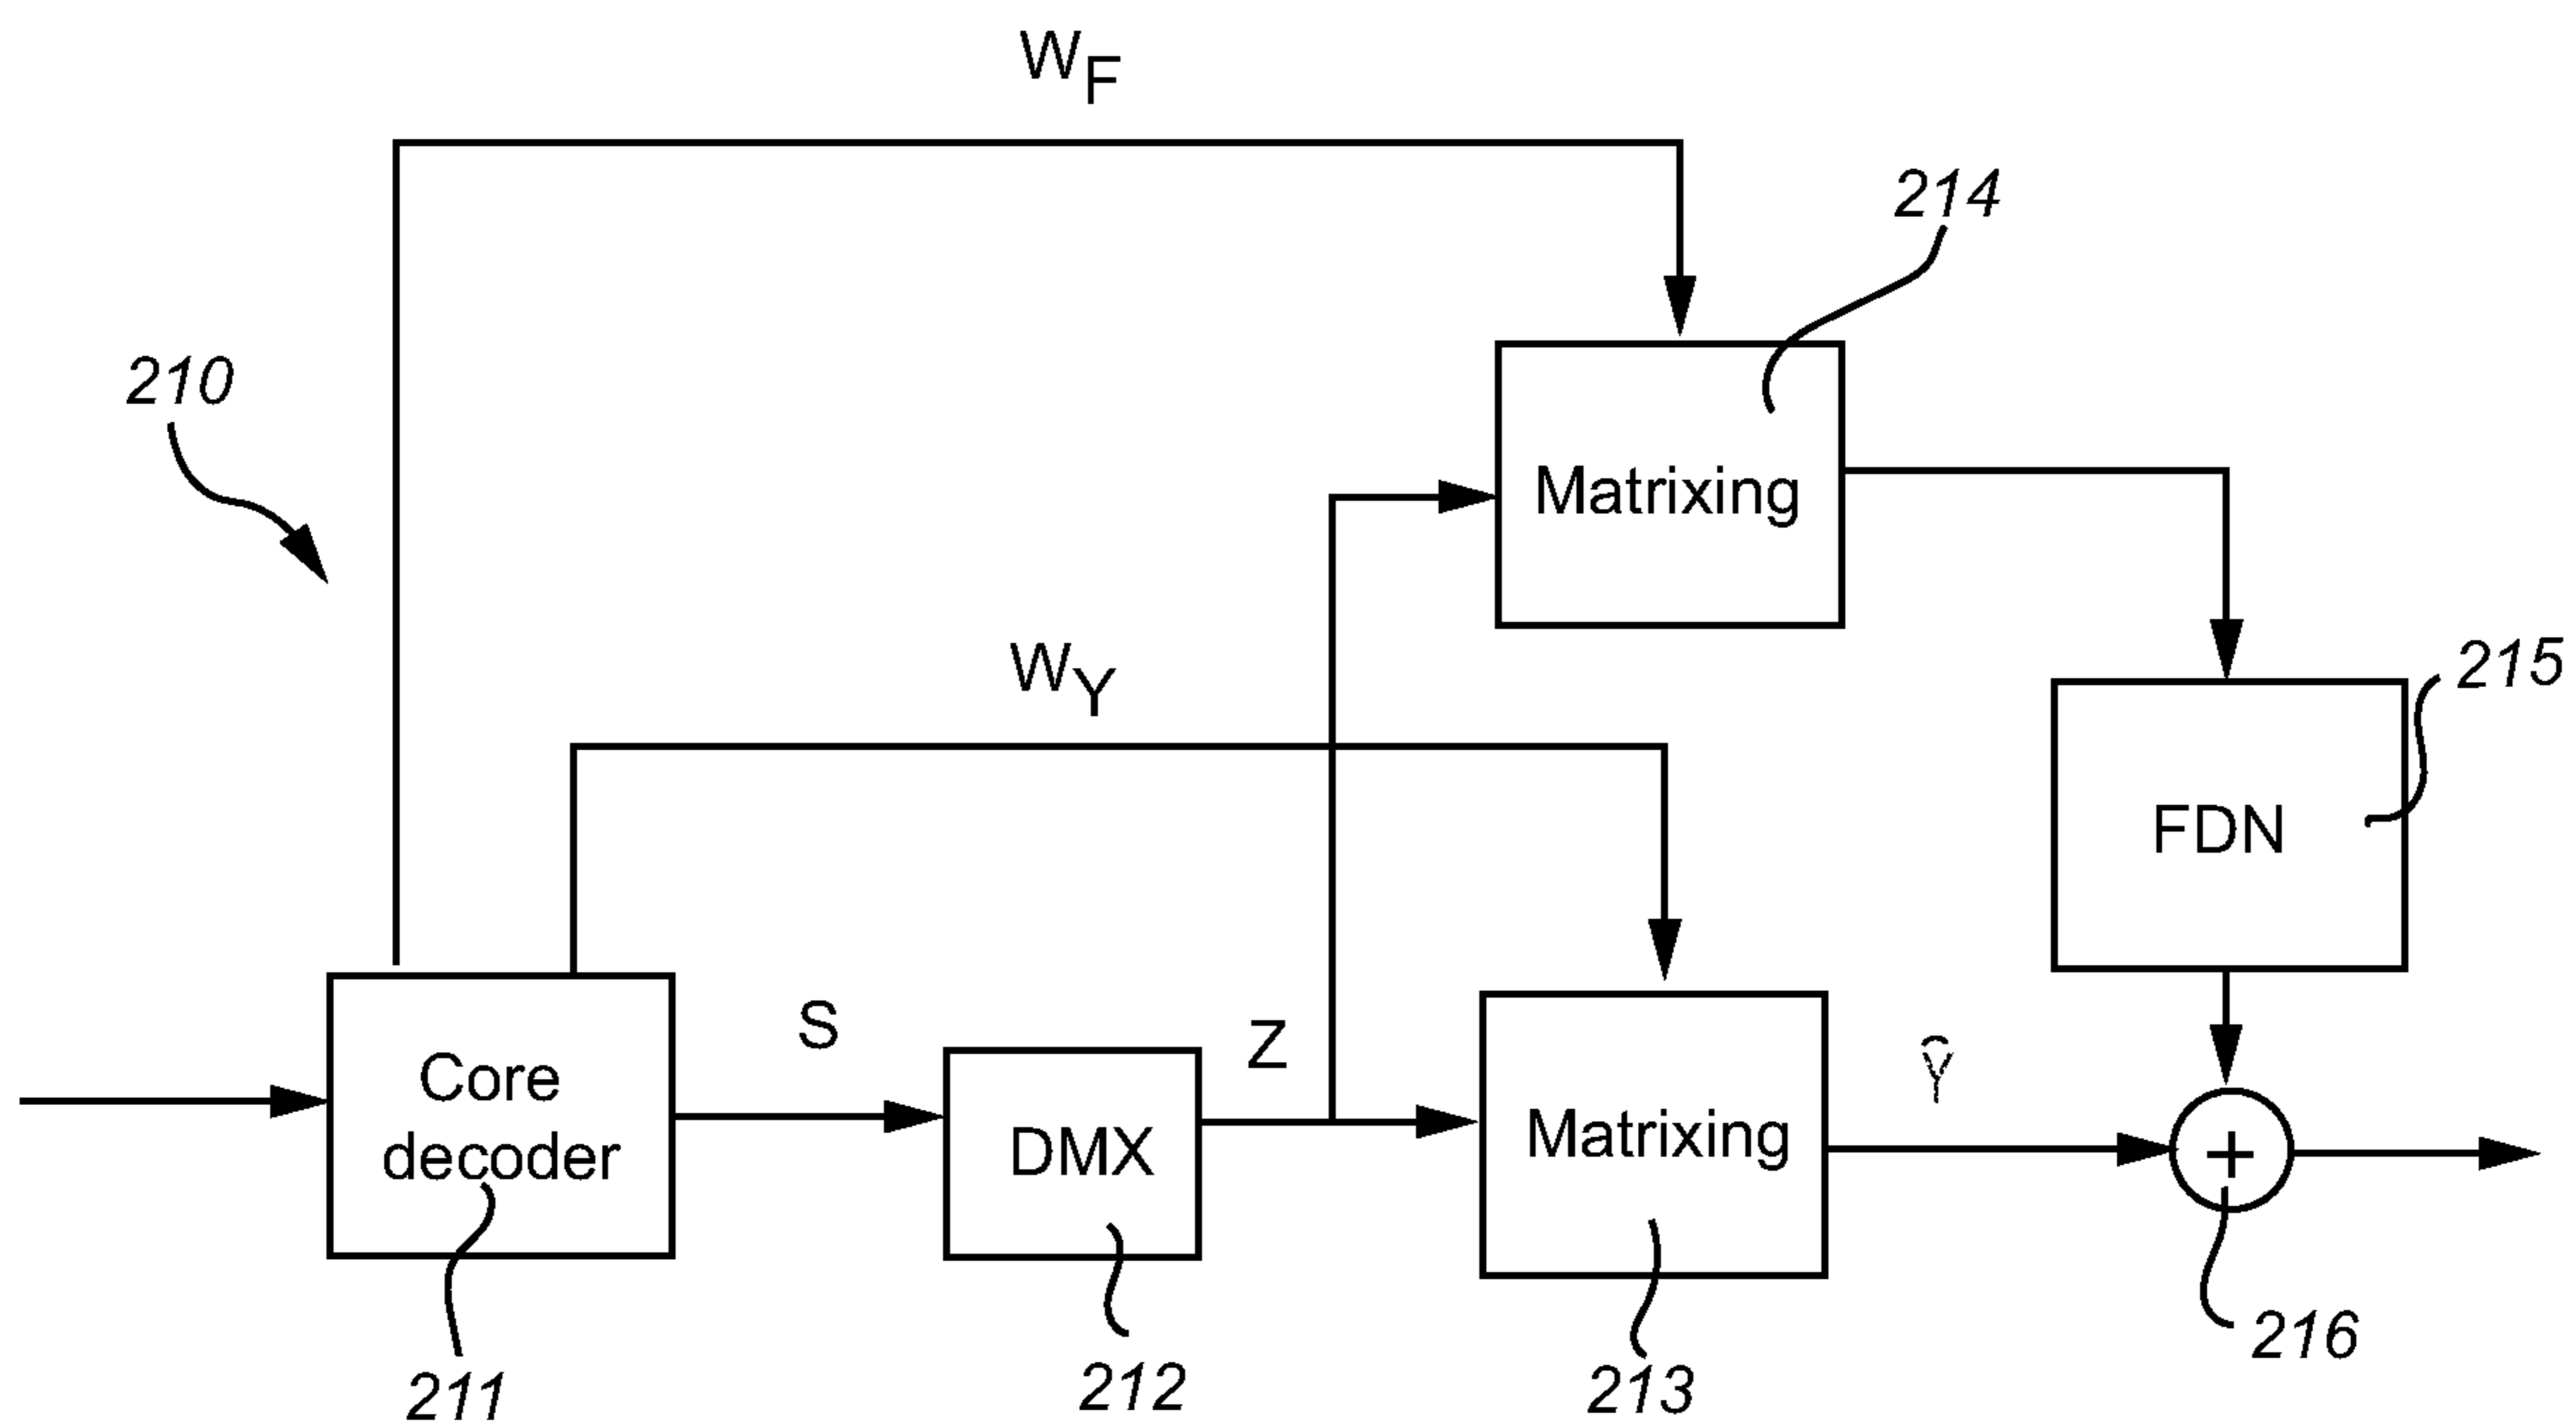 W_F
214
210
Matrixing
W_Y
215
FDN
S
Z
Ŷ
Core
decoder
DMX
Matrixing
+
216
211
212
213